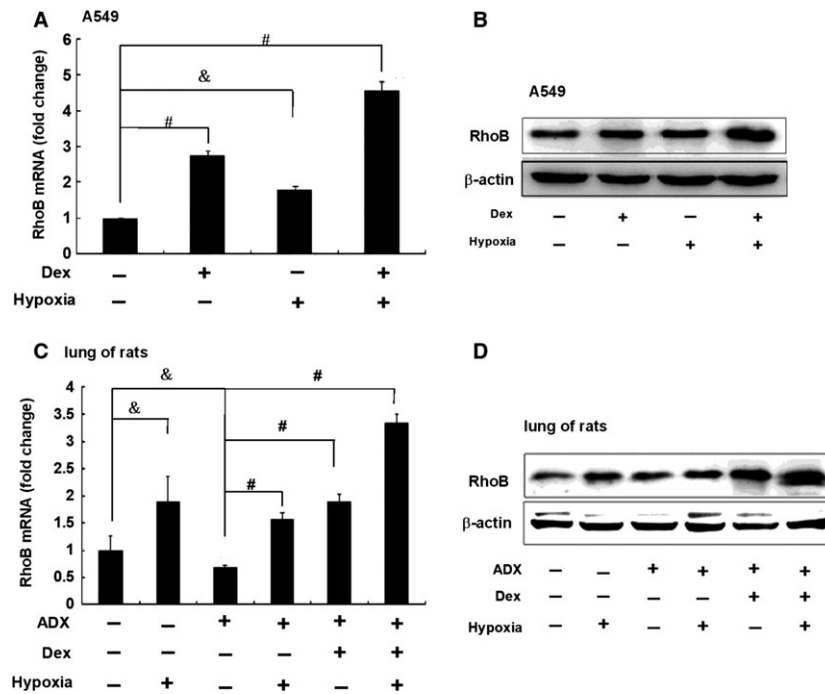 A A549
RhoB mRNA (fold change)
6
5
4
3
2
1
0
#
&
#
Dex − + − +
Hypoxia − − + +
B
A549
RhoB
β-actin
Dex − + − +
Hypoxia − − + +
C lung of rats
RhoB mRNA (fold change)
4
3.5
3
2.5
2
1.5
1
0.5
0
& #
&
#
#
ADX − − + + + +
Dex − − − − + +
Hypoxia − + − + − +
D
lung of rats
RhoB
β-actin
ADX − − + + + +
Dex − − − − + +
Hypoxia − + − + − +